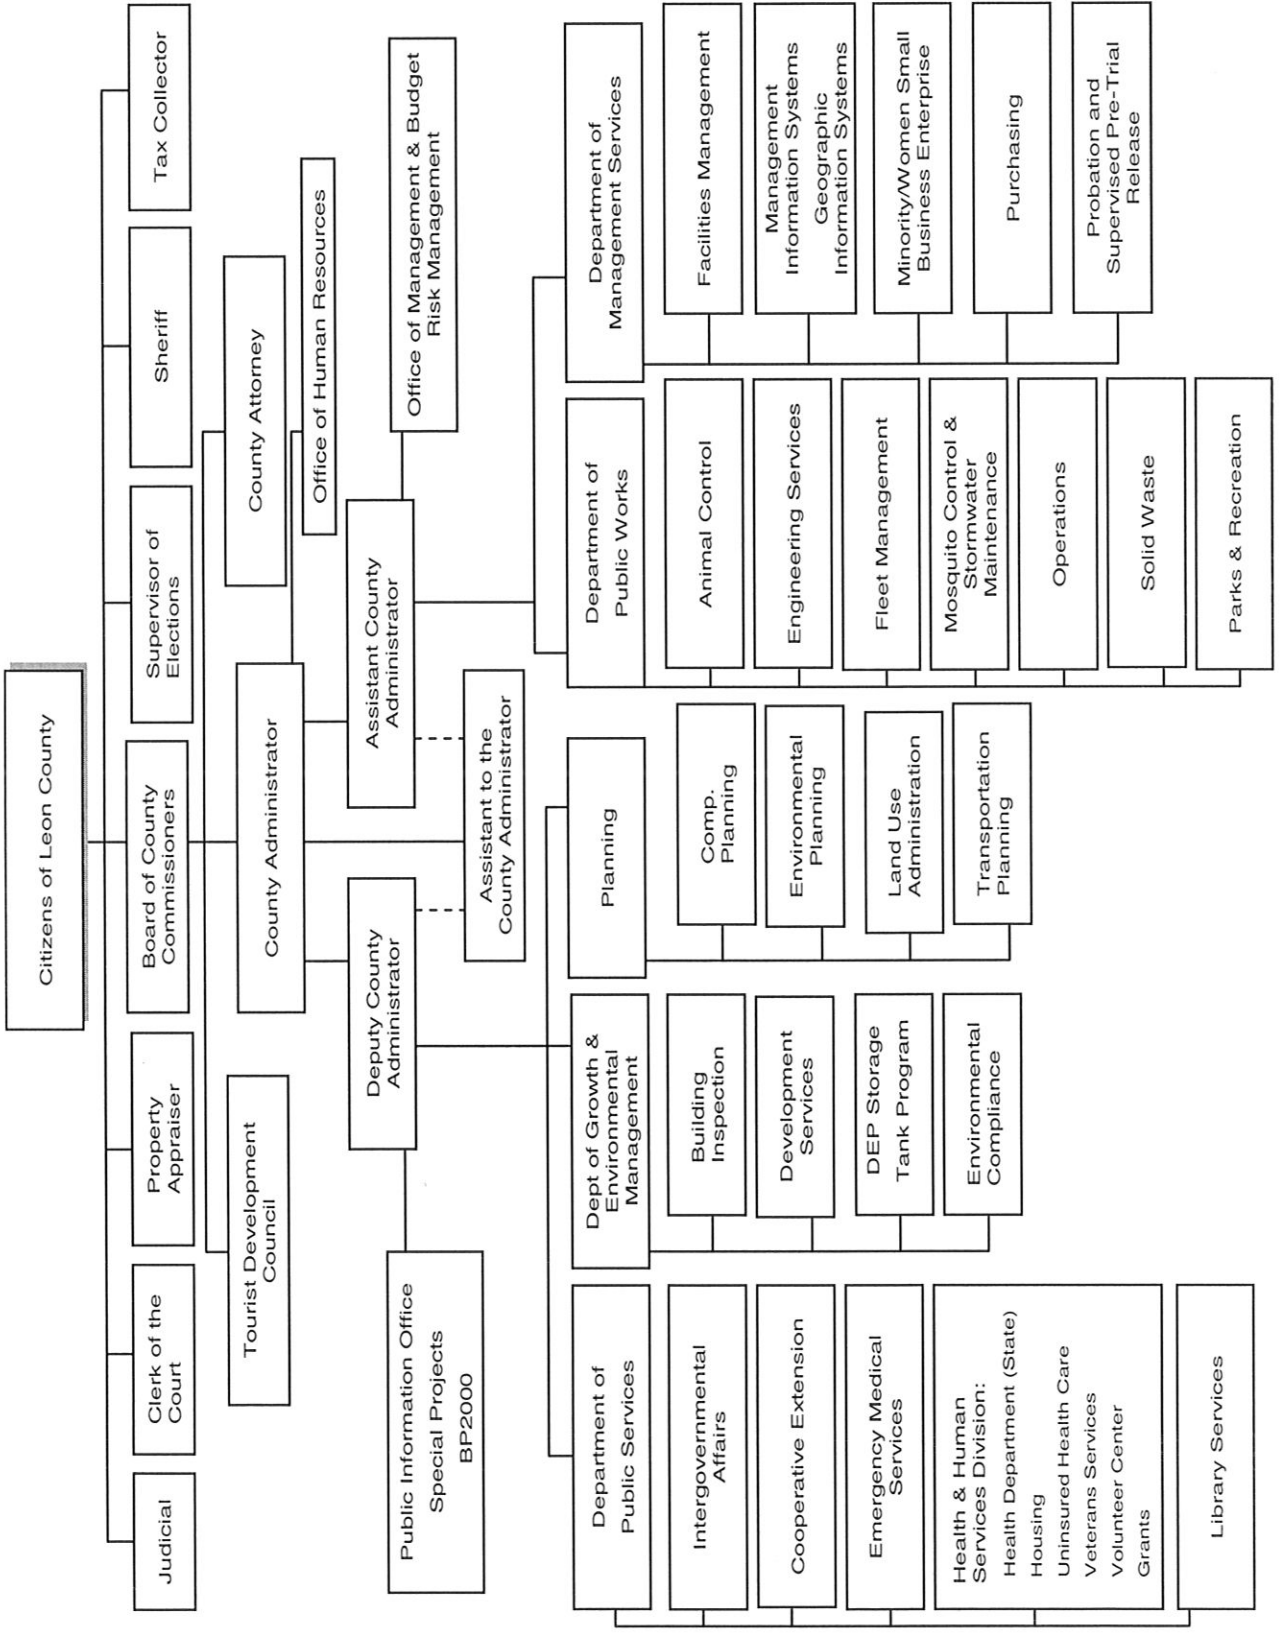 Citizens of Leon County
Judicial
Clerk of the
Court
Property
Appraiser
Board of County
Commissioners
Supervisor of
Elections
Sheriff
Tax Collector
Tourist Development
Council
County Administrator
County Attorney
Office of Human Resources
Public Information Office
Special Projects
BP2000
Deputy County
Administrator
Assistant County
Administrator
Office of Management & Budget
Risk Management
Assistant to the
County Administrator
Department of
Public Services
Intergovernmental
Affairs
Cooperative Extension
Emergency Medical
Services
Health & Human
Services Division:
Health Department (State)
Housing
Uninsured Health Care
Veterans Services
Volunteer Center
Grants
Library Services
Dept of Growth &
Environmental
Management
Building
Inspection
Development
Services
DEP Storage
Tank Program
Environmental
Compliance
Planning
Comp.
Planning
Environmental
Planning
Land Use
Administration
Transportation
Planning
Department of
Public Works
Animal Control
Engineering Services
Fleet Management
Mosquito Control &
Stormwater
Maintenance
Operations
Solid Waste
Parks & Recreation
Department of
Management Services
Facilities Management
Management
Information Systems
Geographic
Information Systems
Minority/Women Small
Business Enterprise
Purchasing
Probation and
Supervised Pre-Trial
Release